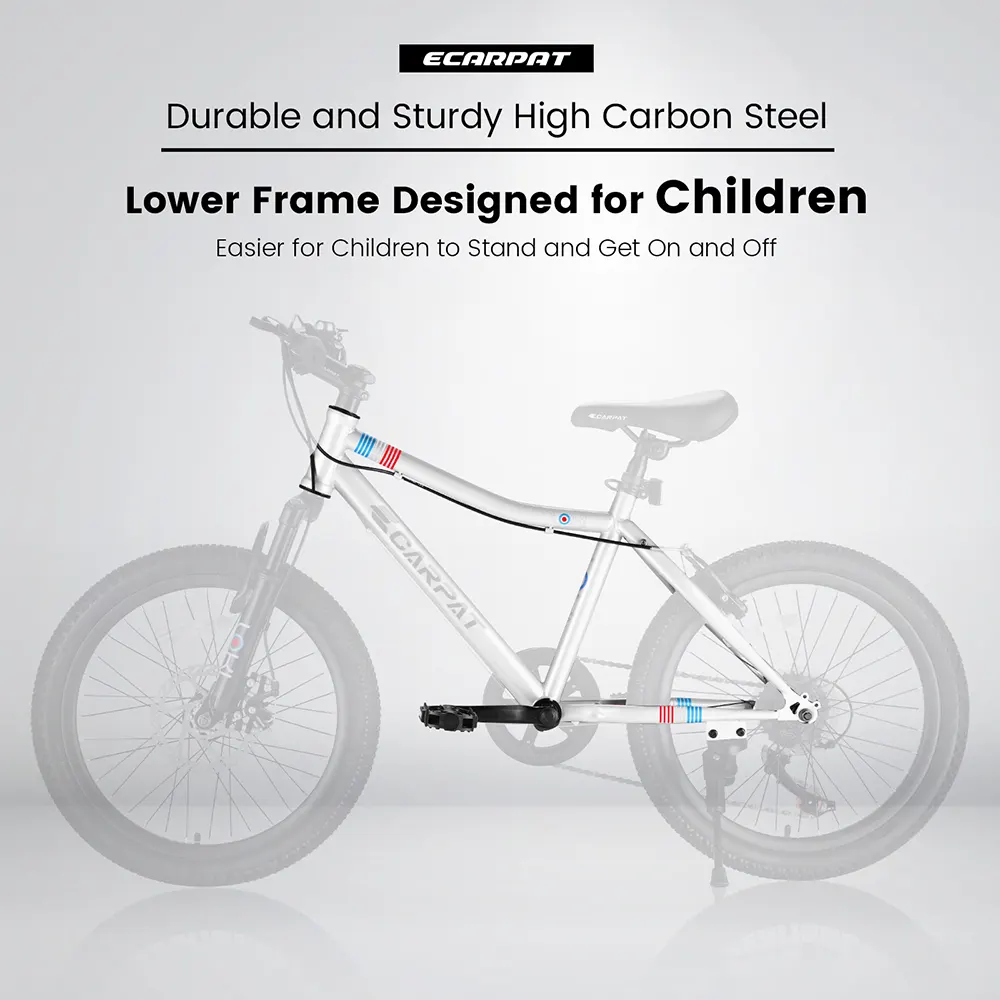 ECARPAT
Durable and Sturdy High Carbon Steel
Lower Frame Designed for Children
Easier for Children to Stand and Get On and Off
ECARPAT
ECARPAT